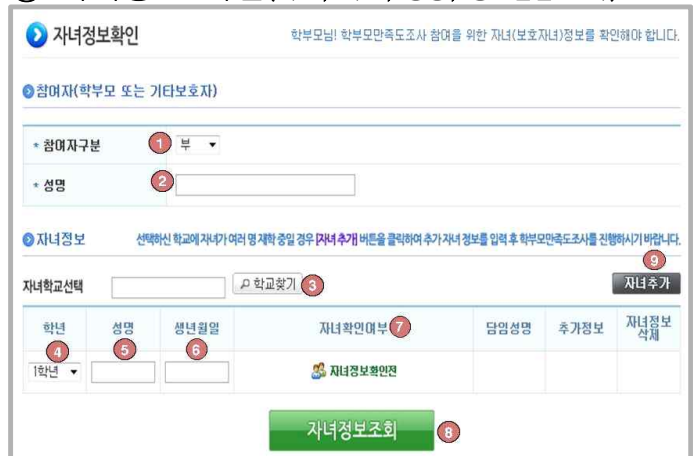 자녀정보확인
학부모님! 학부모만족도조사 참여를 위한 자녀(보호자녀)정보를 확인해야 합니다.
참여자(학부모 또는 기타보호자)
* 참여자구분 1 부
* 성명 2
자녀정보 선택하신 학교에 자녀가 여러 명 재학 중일 경우 [자녀 추가] 버튼을 클릭하여 추가 자녀 정보를 입력 후 학부모만족도조사를 진행하시기 바랍니다.
9
자녀학교선택 학교찾기 3 자녀추가
학년 성명 생년월일 자녀확인여부 7 담임성명 추가정보 자녀정보
삭제
4 5 6
1학년 자녀정보확인전
자녀정보조회 8